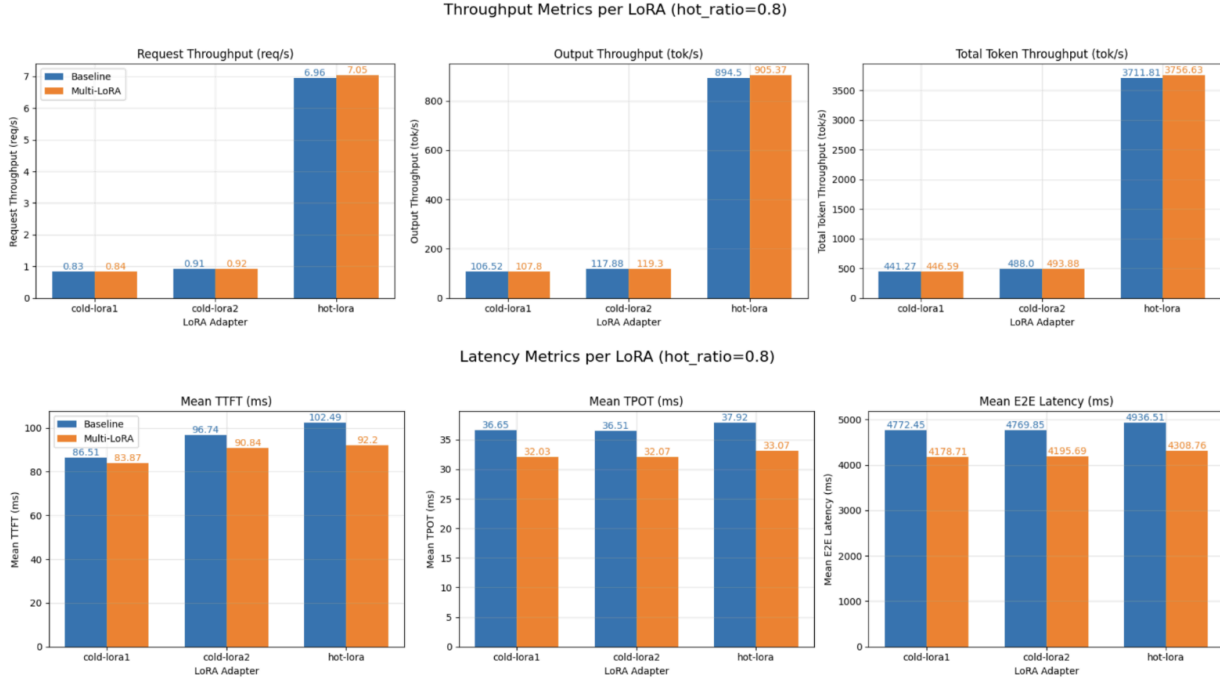 Throughput Metrics per LoRA (hot_ratio=0.8)
Request Throughput (req/s)
Request Throughput (req/s)
7
6
5
4
3
2
1
0
Baseline
Multi-LoRA
0.83
0.84
0.91
0.92
6.96
7.05
cold-lora1
cold-lora2
hot-lora
LoRA Adapter
Output Throughput (tok/s)
Output Throughput (tok/s)
800
600
400
200
0
106.52
107.8
117.88
119.3
894.5
905.37
cold-lora1
cold-lora2
hot-lora
LoRA Adapter
Total Token Throughput (tok/s)
Total Token Throughput (tok/s)
3500
3000
2500
2000
1500
1000
500
0
441.27
446.59
488.0
493.88
3711.81
3756.63
cold-lora1
cold-lora2
hot-lora
LoRA Adapter
Latency Metrics per LoRA (hot_ratio=0.8)
Mean TTFT (ms)
Mean TTFT (ms)
100
80
60
40
20
0
Baseline
Multi-LoRA
86.51
83.87
96.74
90.84
102.49
92.2
cold-lora1
cold-lora2
hot-lora
LoRA Adapter
Mean TPOT (ms)
Mean TPOT (ms)
35
30
25
20
15
10
5
0
36.65
32.03
36.51
32.07
37.92
33.07
cold-lora1
cold-lora2
hot-lora
LoRA Adapter
Mean E2E Latency (ms)
Mean E2E Latency (ms)
5000
4000
3000
2000
1000
0
4772.45
4178.71
4769.85
4195.69
4936.51
4308.76
cold-lora1
cold-lora2
hot-lora
LoRA Adapter